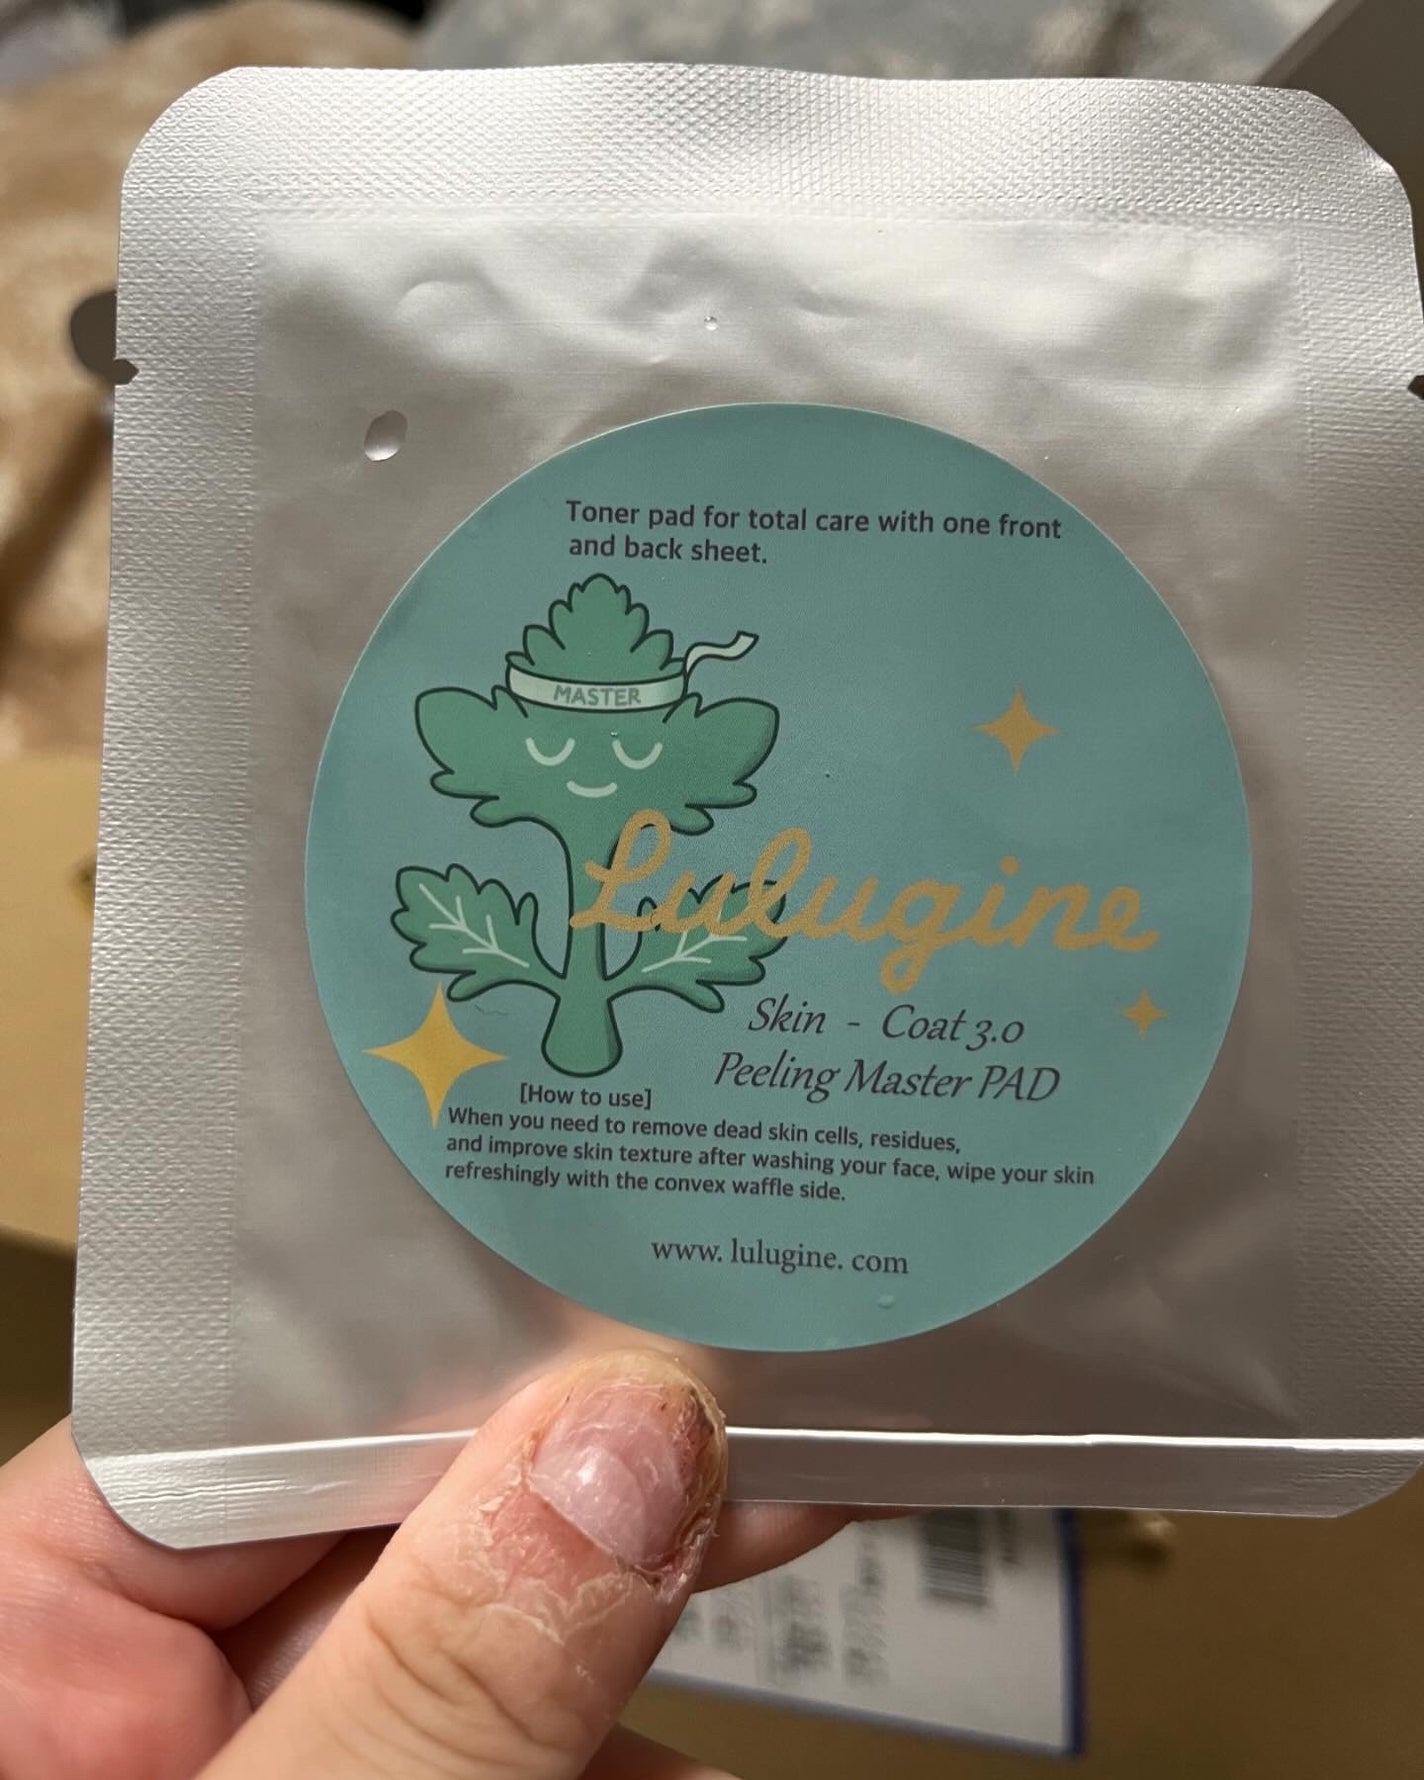 Toner pad for total care with one front
and back sheet.
MASTER
Lulugine
Skin - Coat 3.0
Peeling Master PAD
[How to use]
When you need to remove dead skin cells, residues,
and improve skin texture after washing your face, wipe your skin
refreshingly with the convex waffle side.
www. lulugine. com